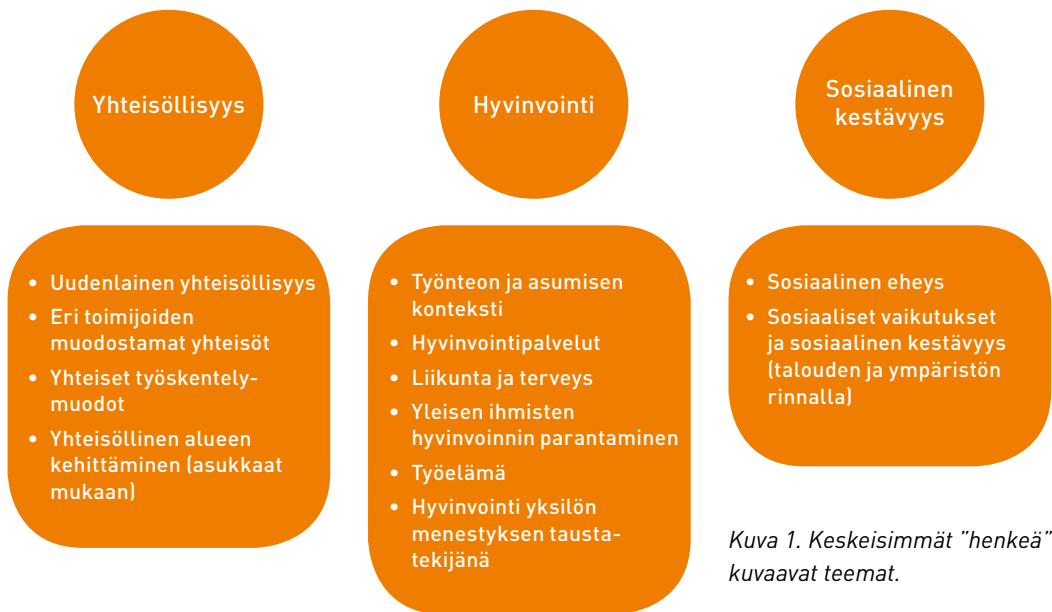 Yhteisöllisyys
Hyvinvointi
Sosiaalinen
kestävyys
• Uudenlainen yhteisöllisyys
• Eri toimijoiden
muodostamat yhteisöt
• Yhteiset työskentely-
muodot
• Yhteisöllinen alueen
kehittäminen (asukkaat
mukaan)
• Työnteon ja asumisen
konteksti
• Hyvinvointipalvelut
• Liikunta ja terveys
• Yleisen ihmisten
hyvinvoinnin parantaminen
• Työelämä
• Hyvinvointi yksilön
menestyksen tausta-
tekijänä
• Sosiaalinen eheys
• Sosiaaliset vaikutukset
ja sosiaalinen kestävyys
(talouden ja ympäristön
rinnalla)
Kuva 1. Keskeisimmät ”henkeä”
kuvaavat teemat.